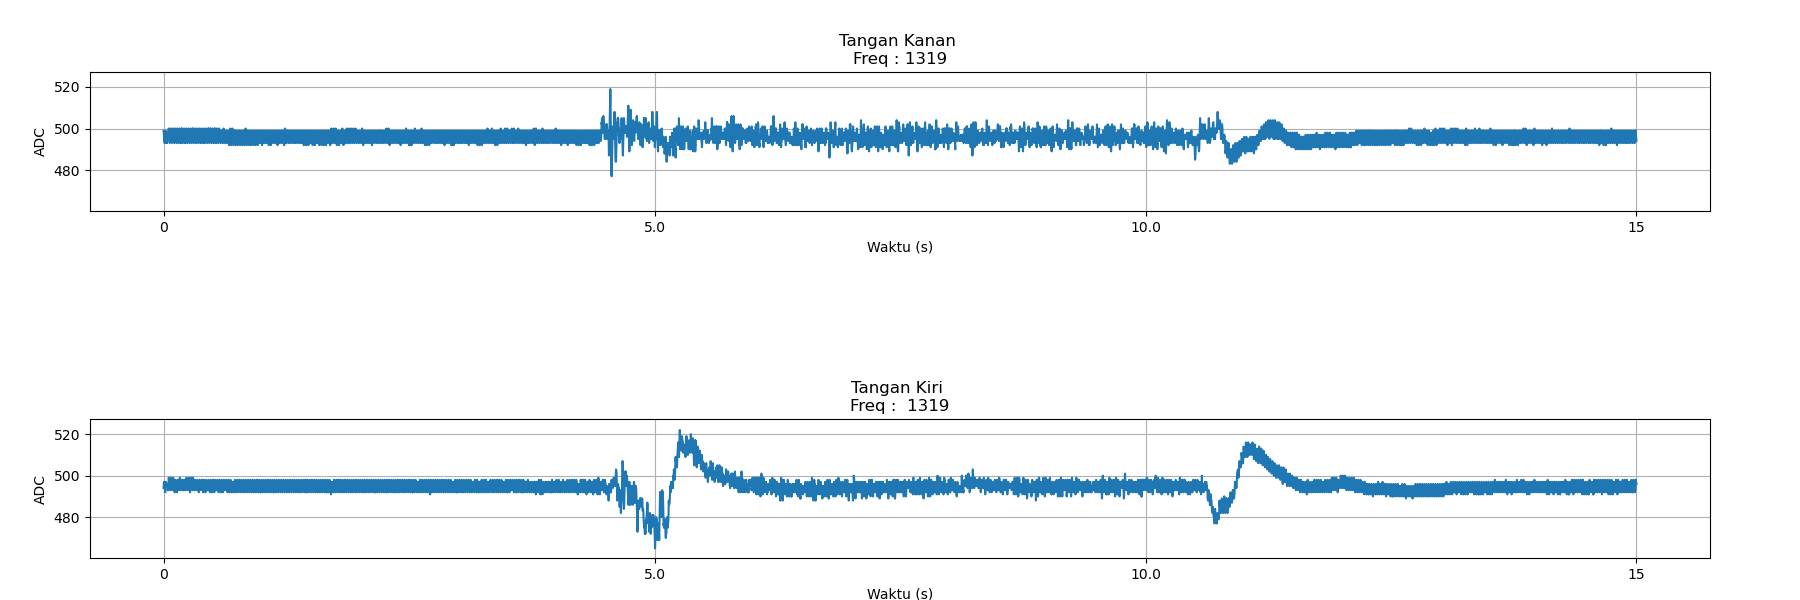 Tangan Kanan
Freq : 1319
520
500
480
ADC
0 5.0 10.0 15
Waktu (s)
Tangan Kiri
Freq :  1319
520
500
480
ADC
0 5.0 10.0 15
Waktu (s)